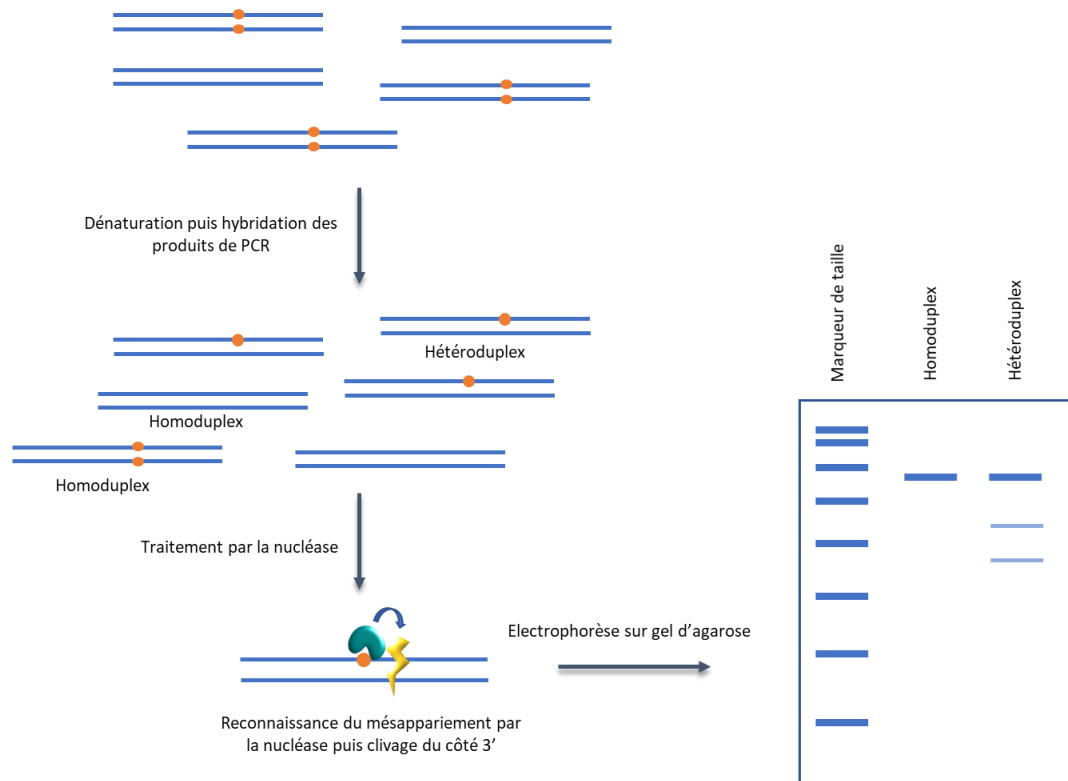 Dénaturation puis hybridation des
produits de PCR
Hétéroduplex
Homoduplex
Homoduplex
Traitement par la nucléase
Electrophorèse sur gel d’agarose
Reconnaissance du mésappariement par
la nucléase puis clivage du côté 3’
Marqueur de taille
Homoduplex
Hétéroduplex